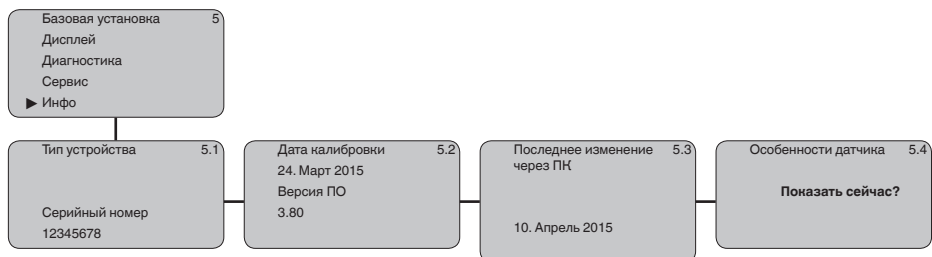 Базовая установка 5
Дисплей
Диагностика
Сервис
▶ Инфо
Тип устройства 5.1
Серийный номер
12345678
Дата калибровки 5.2
24. Март 2015
Версия ПО
3.80
Последнее изменение 5.3
через ПК
10. Апрель 2015
Особенности датчика 5.4
Показать сейчас?